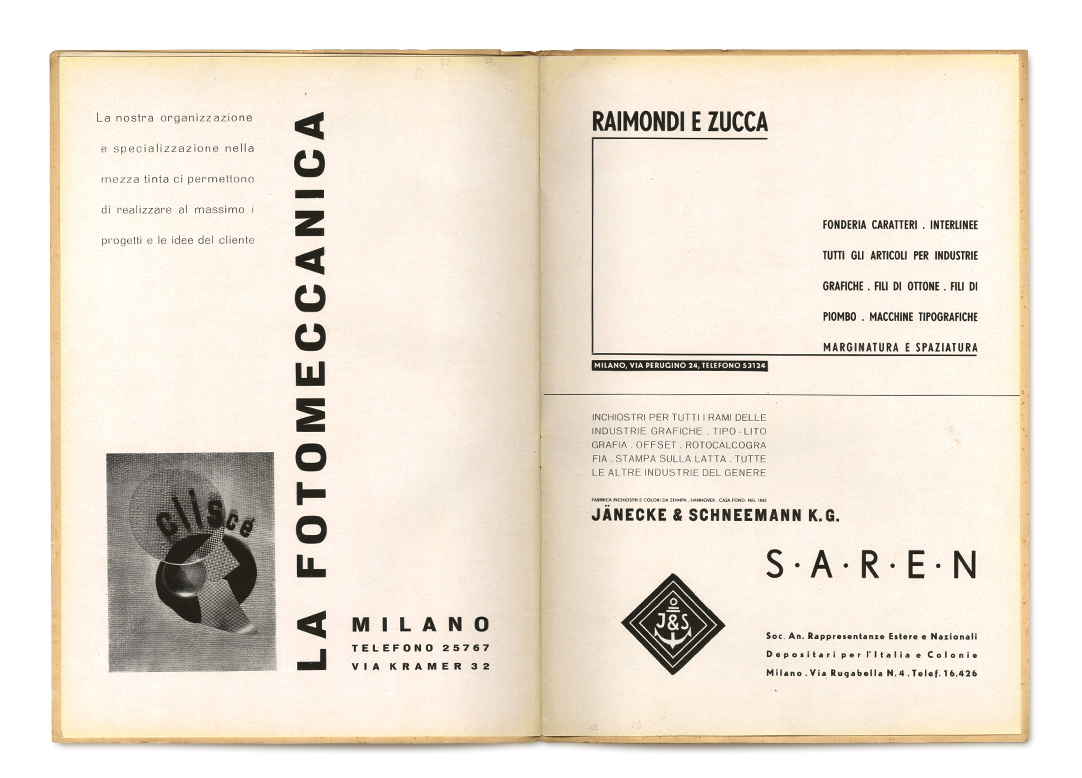 La nostra organizzazione
e specializzazione nella
mezza tinta ci permettono
di realizzare al massimo i
progetti e le idee del cliente
LA FOTOMECCANICA
cliscé
MILANO
TELEFONO 25767
VIA KRAMER 32
RAIMONDI E ZUCCA
FONDERIA CARATTERI . INTERLINEE
TUTTI GLI ARTICOLI PER INDUSTRIE
GRAFICHE . FILI DI OTTONE . FILI DI
PIOMBO . MACCHINE TIPOGRAFICHE
MARGINATURA E SPAZIATURA
MILANO, VIA PERUGINO 24, TELEFONO 53124
INCHIOSTRI PER TUTTI I RAMI DELLE
INDUSTRIE GRAFICHE . TIPO-LITO
GRAFIA . OFFSET . ROTOCALCOGRA
FIA . STAMPA SULLA LATTA . TUTTE
LE ALTRE INDUSTRIE DEL GENERE
FABBRICA INCHIOSTRI E COLORI DA STAMPA . HANNOVER . CASA FOND. NEL 1843
JÄNECKE & SCHNEEMANN K.G.
S·A·R·E·N
J&S
Soc. An. Rappresentanze Estere e Nazionali
Depositari per l'Italia e Colonie
Milano . Via Rugabella N. 4 . Telef. 16.426